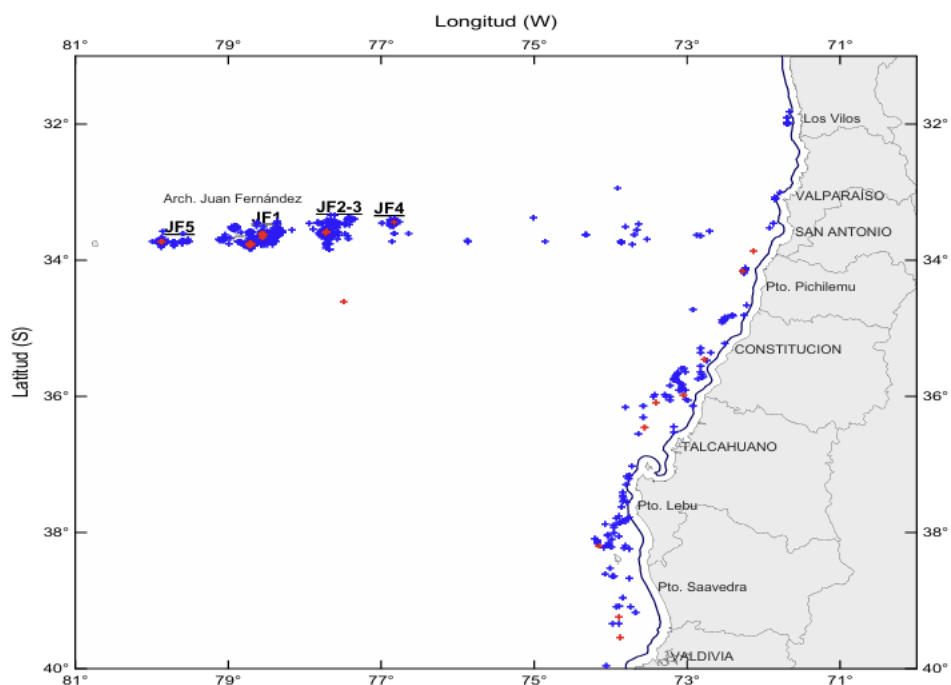 Longitud (W)
81° 79° 77° 75° 73° 71°
32°
Los Vilos
Arch. Juan Fernández
VALPARAÍSO
JF5 JF1 JF2-3 JF4
SAN ANTONIO
34°
Pto. Pichilemu
CONSTITUCION
Latitud (S)
36°
TALCAHUANO
Pto. Lebu
38°
Pto. Saavedra
VALDIVIA
40°
32°
34°
36°
38°
40°
81° 79° 77° 75° 73° 71°